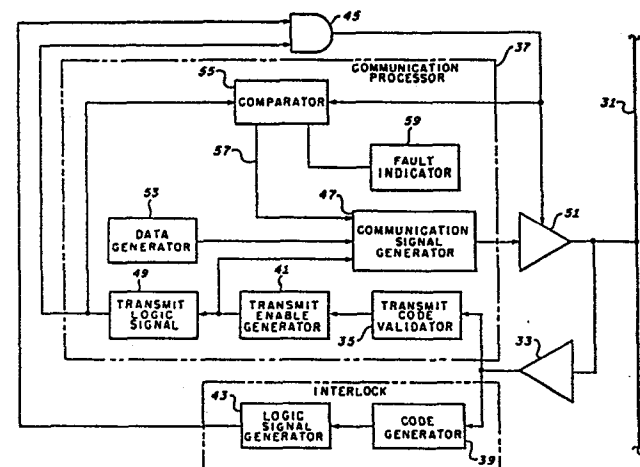 45
37
COMMUNICATION
PROCESSOR
55
COMPARATOR
31
59
FAULT
INDICATOR
57
47
53
DATA
GENERATOR
COMMUNICATION
SIGNAL
GENERATOR
51
49
TRANSMIT
LOGIC
SIGNAL
41
TRANSMIT
ENABLE
GENERATOR
TRANSMIT
CODE
VALIDATOR
35
33
INTERLOCK
43
LOGIC
SIGNAL
GENERATOR
CODE
GENERATOR
39